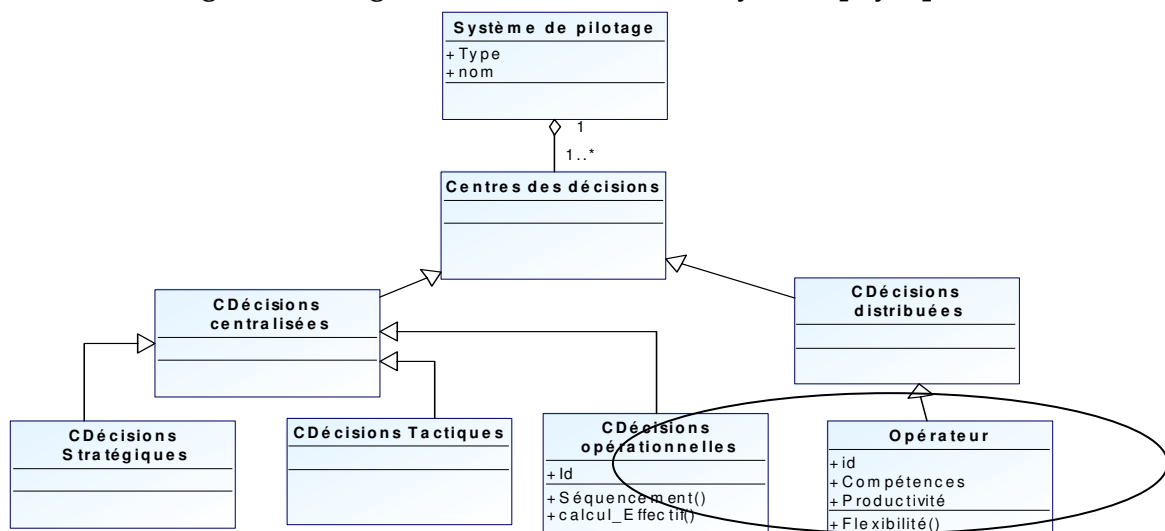 Système de pilotage
+ Type
+ nom
1
1..*
Centres des décisions
CDécisions
centralisées
CDécisions
distribuées
CDécisions
Stratégiques
CDécisions Tactiques
CDécisions
opérationnelles
+ Id
+ Séquencement()
+ calcul_Effectif()
Opérateur
+ id
+ Compétences
+ Productivité
+ Flexibilité()